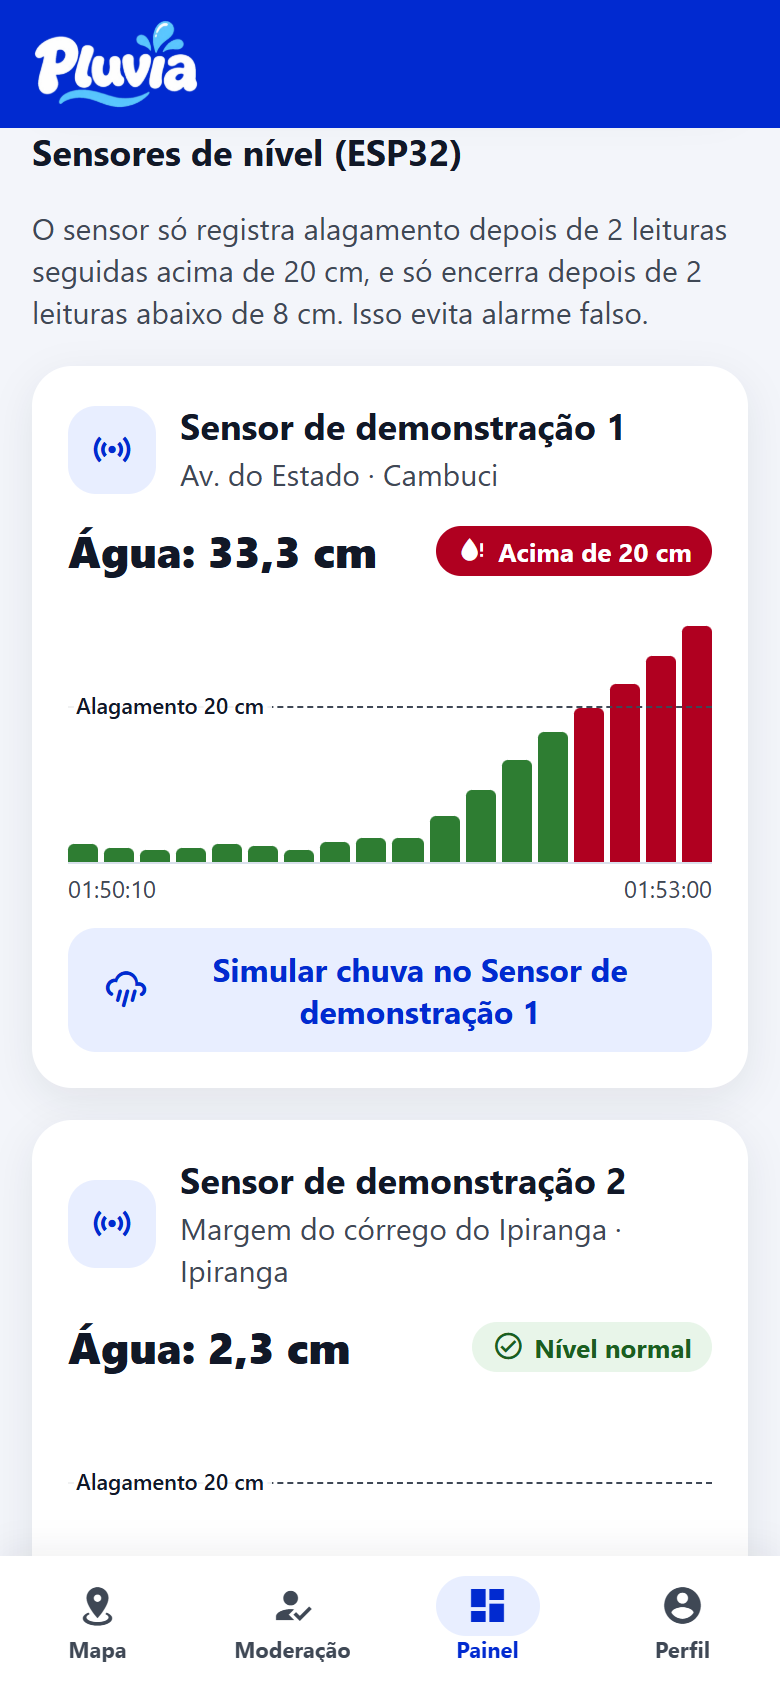 Pluvia
Sensores de nível (ESP32)
O sensor só registra alagamento depois de 2 leituras
seguidas acima de 20 cm, e só encerra depois de 2
leituras abaixo de 8 cm. Isso evita alarme falso.
Sensor de demonstração 1
Av. do Estado · Cambuci
Água: 33,3 cm
Acima de 20 cm
Alagamento 20 cm
01:50:10
01:53:00
Simular chuva no Sensor de
demonstração 1
Sensor de demonstração 2
Margem do córrego do Ipiranga ·
Ipiranga
Água: 2,3 cm
Nível normal
Alagamento 20 cm
Mapa
Moderação
Painel
Perfil